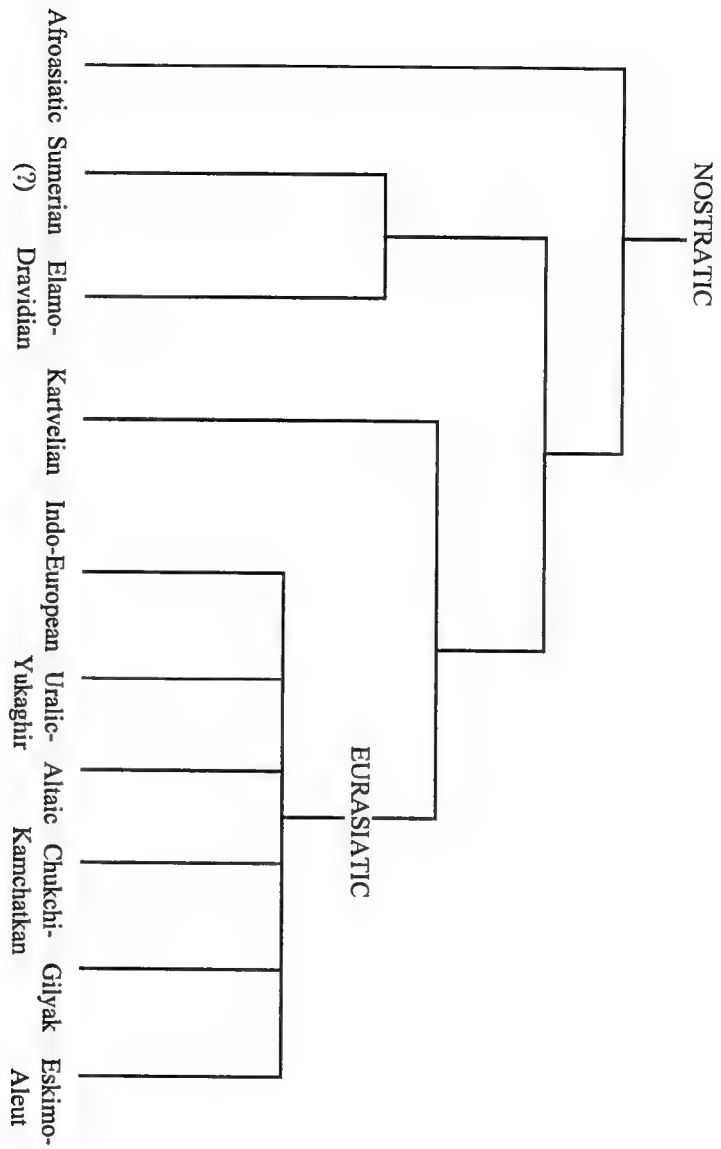 NOSTRATIC
EURASIATIC
Afroasiatic
Sumerian
(?)
Elamo-
Dravidian
Kartvelian
Indo-European
Uralic-
Yukaghir
Altaic
Chukchi-
Kamchatkan
Gilyak
Eskimo-
Aleut